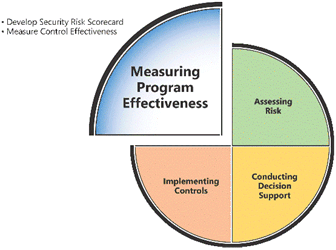 • Develop Security Risk Scorecard
• Measure Control Effectiveness
Measuring
Program
Effectiveness
Assessing
Risk
Implementing
Controls
Conducting
Decision
Support